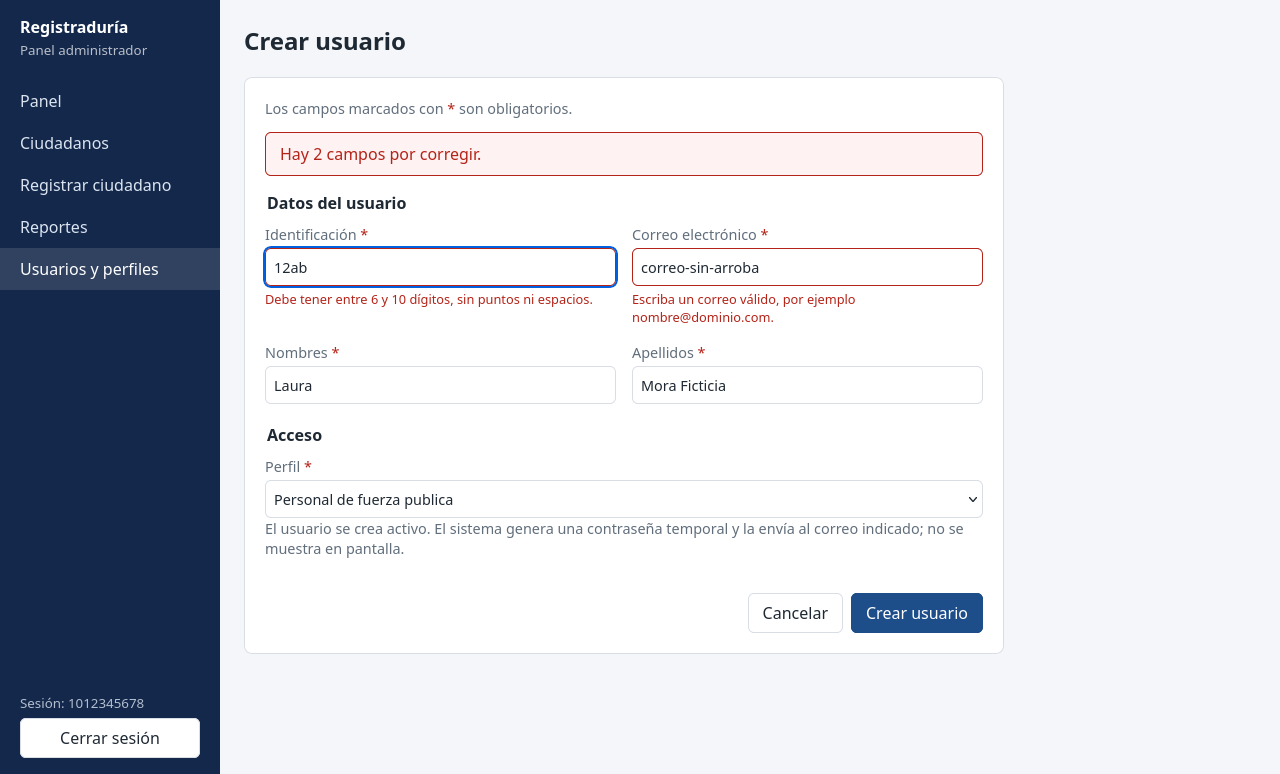 Registraduría
Panel administrador
Panel
Ciudadanos
Registrar ciudadano
Reportes
Usuarios y perfiles
Sesión: 1012345678
Cerrar sesión
Crear usuario
Los campos marcados con * son obligatorios.
Hay 2 campos por corregir.
Datos del usuario
Identificación *
12ab
Debe tener entre 6 y 10 dígitos, sin puntos ni espacios.
Correo electrónico *
correo-sin-arroba
Escriba un correo válido, por ejemplo
nombre@dominio.com.
Nombres *
Laura
Apellidos *
Mora Ficticia
Acceso
Perfil *
Personal de fuerza publica
El usuario se crea activo. El sistema genera una contraseña temporal y la envía al correo indicado; no se
muestra en pantalla.
Cancelar
Crear usuario